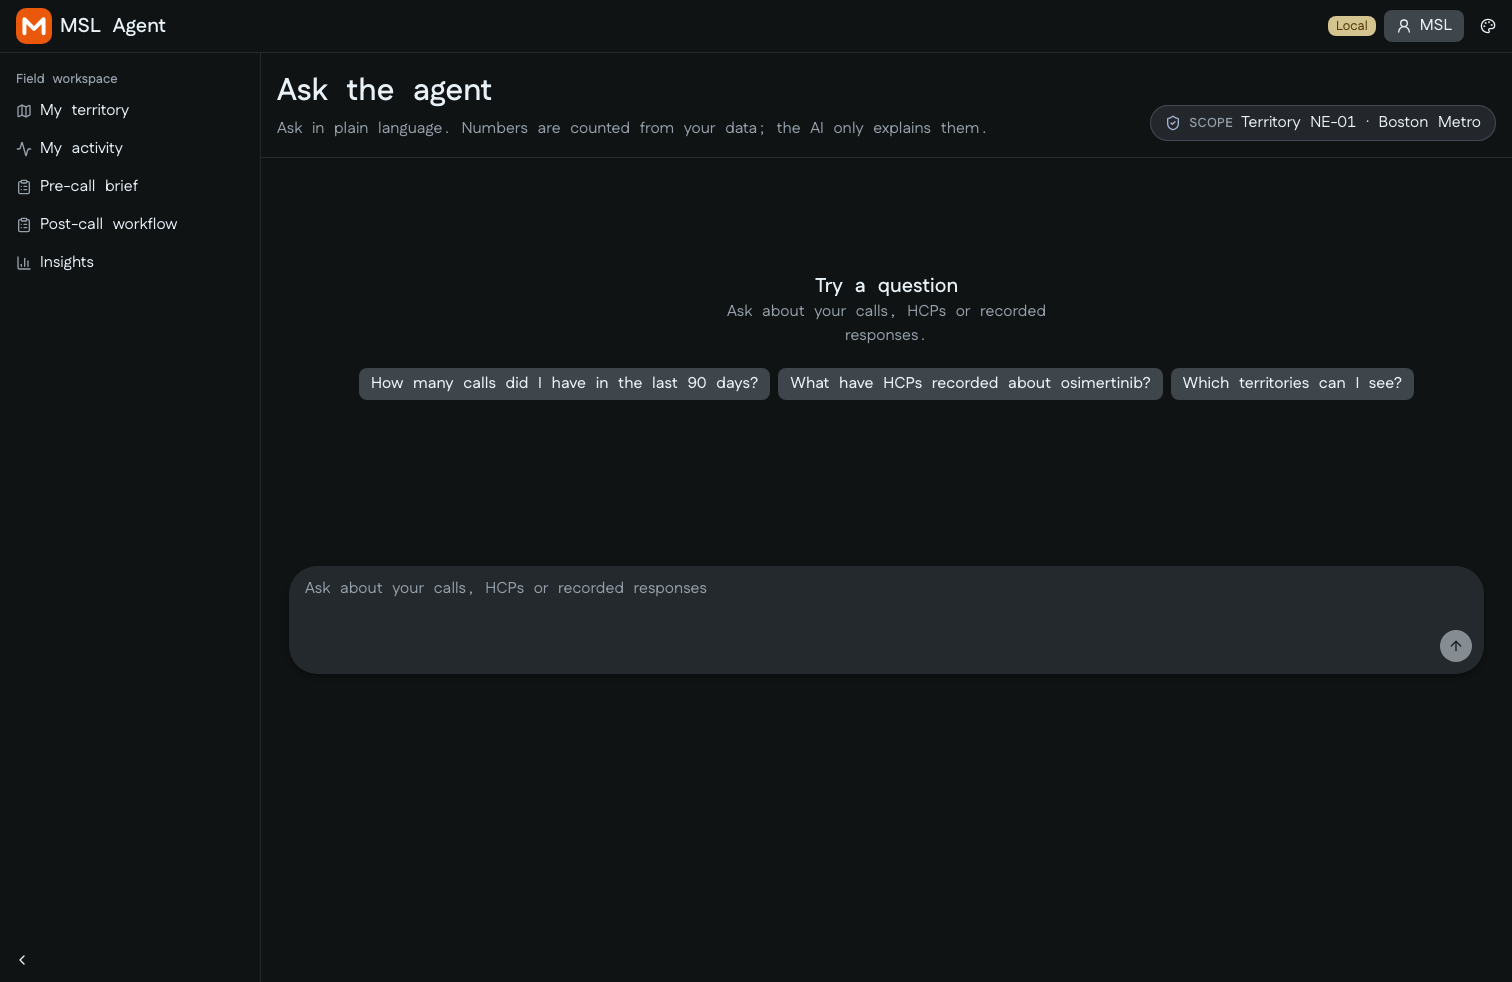 MSL Agent
Local
MSL
Field workspace
My territory
My activity
Pre-call brief
Post-call workflow
Insights
Ask the agent
Ask in plain language. Numbers are counted from your data; the AI only explains them.
SCOPE Territory NE-01 · Boston Metro
Try a question
Ask about your calls, HCPs or recorded
responses.
How many calls did I have in the last 90 days?
What have HCPs recorded about osimertinib?
Which territories can I see?
Ask about your calls, HCPs or recorded responses